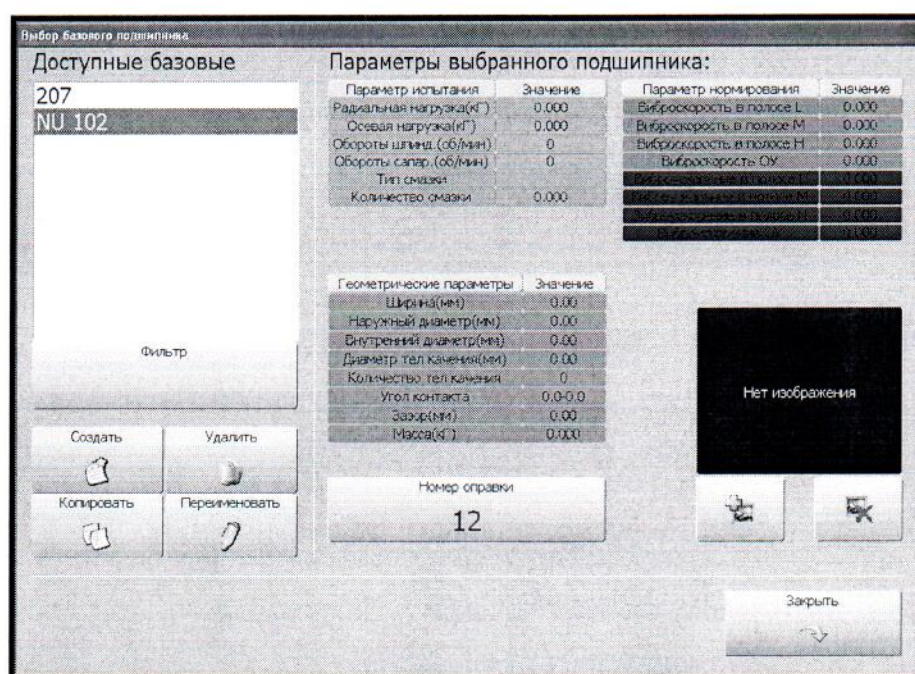 Выбор базового подшипника
Доступные базовые
207
NU 102
Фильтр
Создать
Удалить
Копировать
Переименовать
Параметры выбранного подшипника:
Параметр испытания Значение
Радиальная нагрузка(кГ) 0.000
Осевая нагрузка(кГ) 0.000
Обороты шпинд.(об/мин) 0
Обороты сапар.(об/мин) 0
Тип смазки
Количество смазки 0.000
Параметр нормирования Значение
Виброскорость в полосе L 0.000
Виброскорость в полосе M 0.000
Виброскорость в полосе H 0.000
Виброскорость ОУ 0.000
Геометрические параметры Значение
Ширина(мм) 0.00
Наружный диаметр(мм) 0.00
Внутренний диаметр(мм) 0.00
Диаметр тел качения(мм) 0.00
Количество тел качения 0
Угол контакта 0.0-0.0
Зазор(мм) 0.00
Масса(кГ) 0.000
Номер оправки
12
Нет изображения
Закрыть